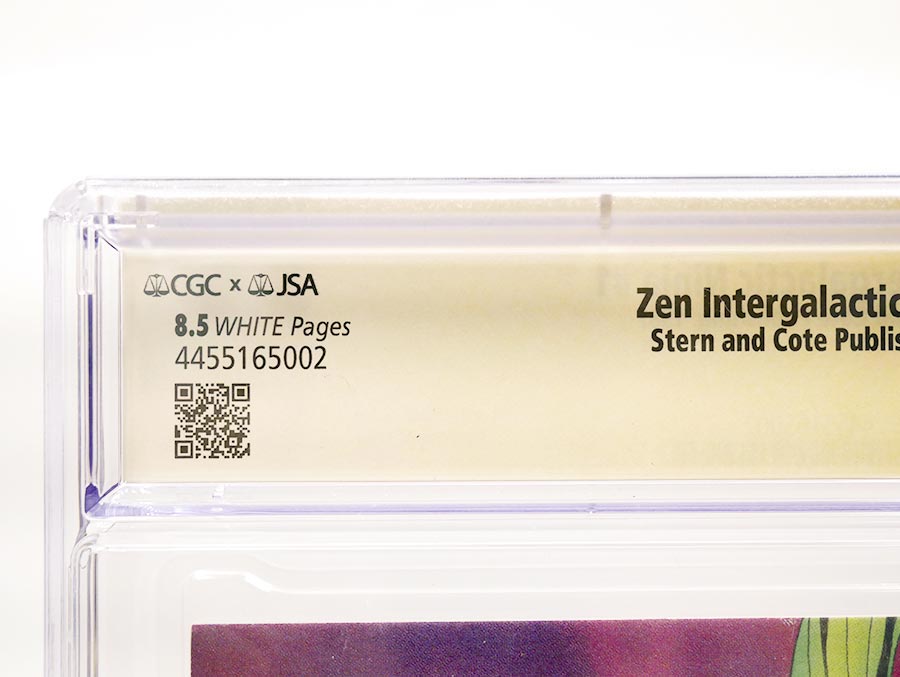 CGC x JSA
8.5 WHITE Pages
4455165002
Zen Intergalactic
Stern and Cote Publis